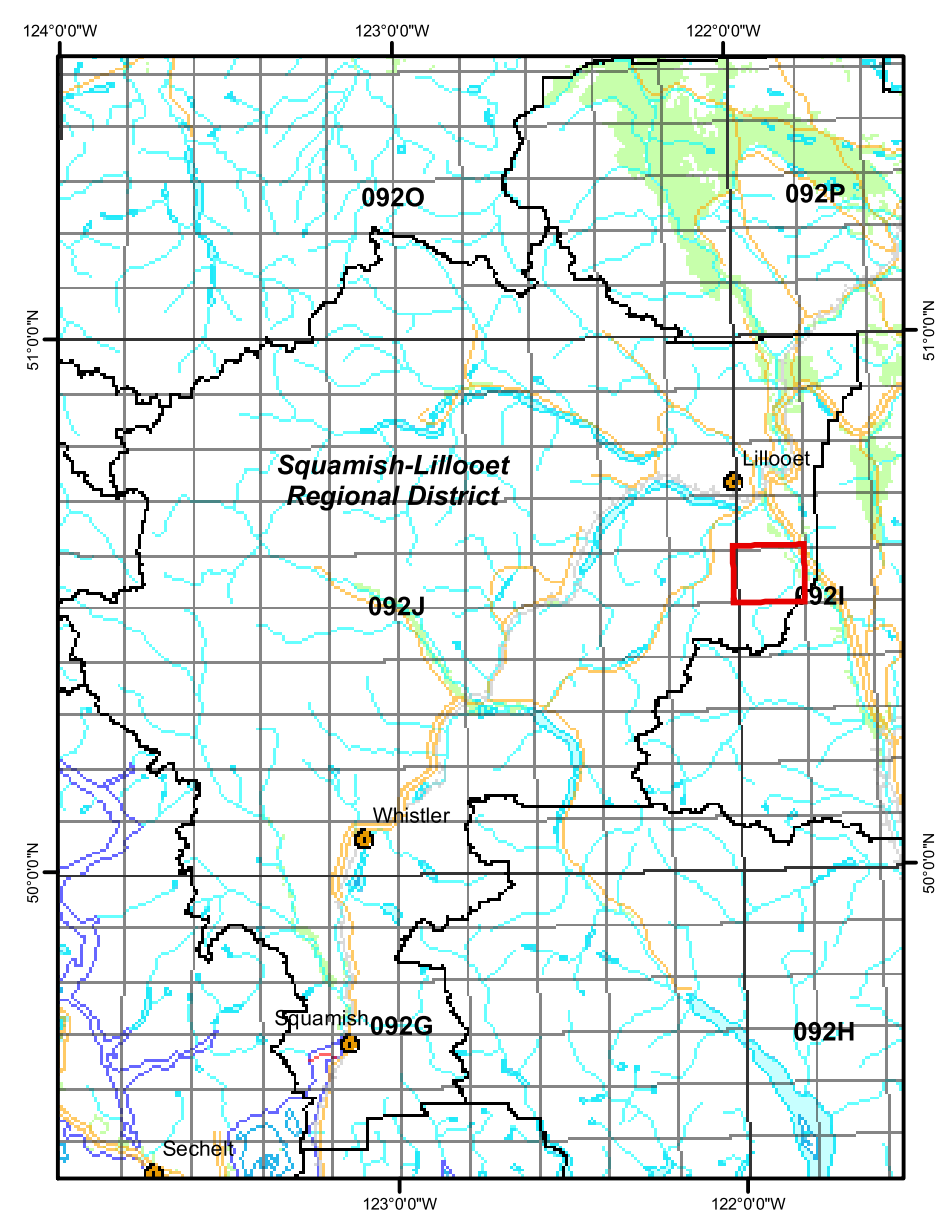 124°0'0"W 123°0'0"W 122°0'0"W
092O
092P
51°0'0"N 51°0'0"N
Lillooet
Squamish-Lillooet
Regional District
092J
092I
Whistler
50°0'0"N 50°0'0"N
Squamish
092G
092H
Sechelt
123°0'0"W 122°0'0"W